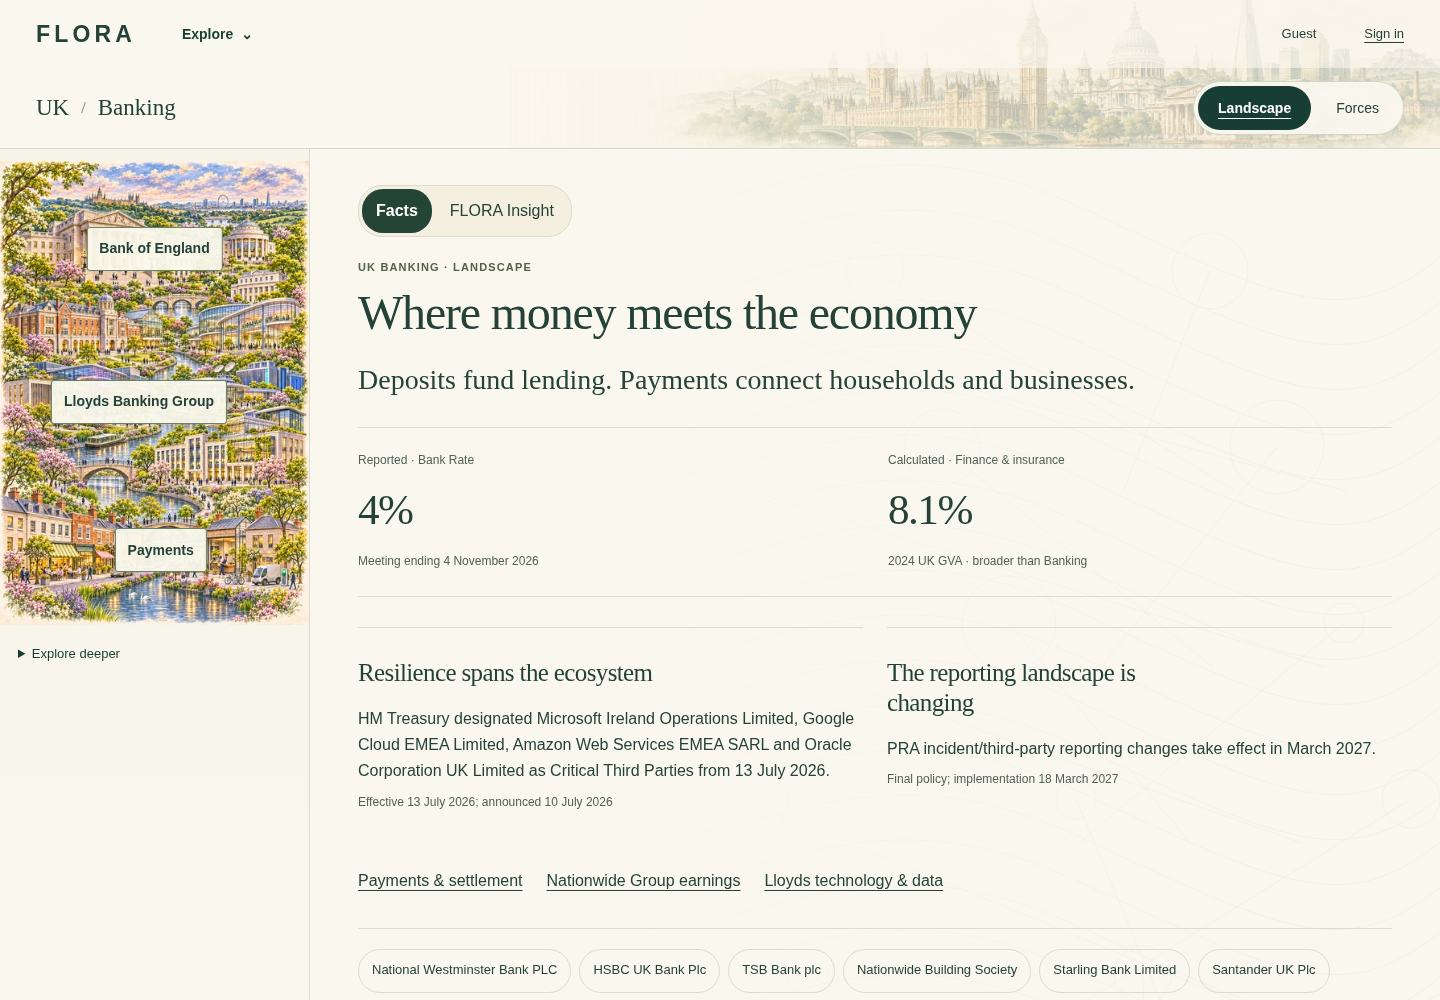 FLORA
Explore
Guest
Sign in
UK / Banking
Landscape
Forces
Bank of England
Lloyds Banking Group
Payments
Explore deeper
Facts
FLORA Insight
UK BANKING · LANDSCAPE
Where money meets the economy
Deposits fund lending. Payments connect households and businesses.
Reported · Bank Rate
4%
Meeting ending 4 November 2026
Calculated · Finance & insurance
8.1%
2024 UK GVA · broader than Banking
Resilience spans the ecosystem
HM Treasury designated Microsoft Ireland Operations Limited, Google
Cloud EMEA Limited, Amazon Web Services EMEA SARL and Oracle
Corporation UK Limited as Critical Third Parties from 13 July 2026.
Effective 13 July 2026; announced 10 July 2026
The reporting landscape is
changing
PRA incident/third-party reporting changes take effect in March 2027.
Final policy; implementation 18 March 2027
Payments & settlement
Nationwide Group earnings
Lloyds technology & data
National Westminster Bank PLC
HSBC UK Bank Plc
TSB Bank plc
Nationwide Building Society
Starling Bank Limited
Santander UK Plc